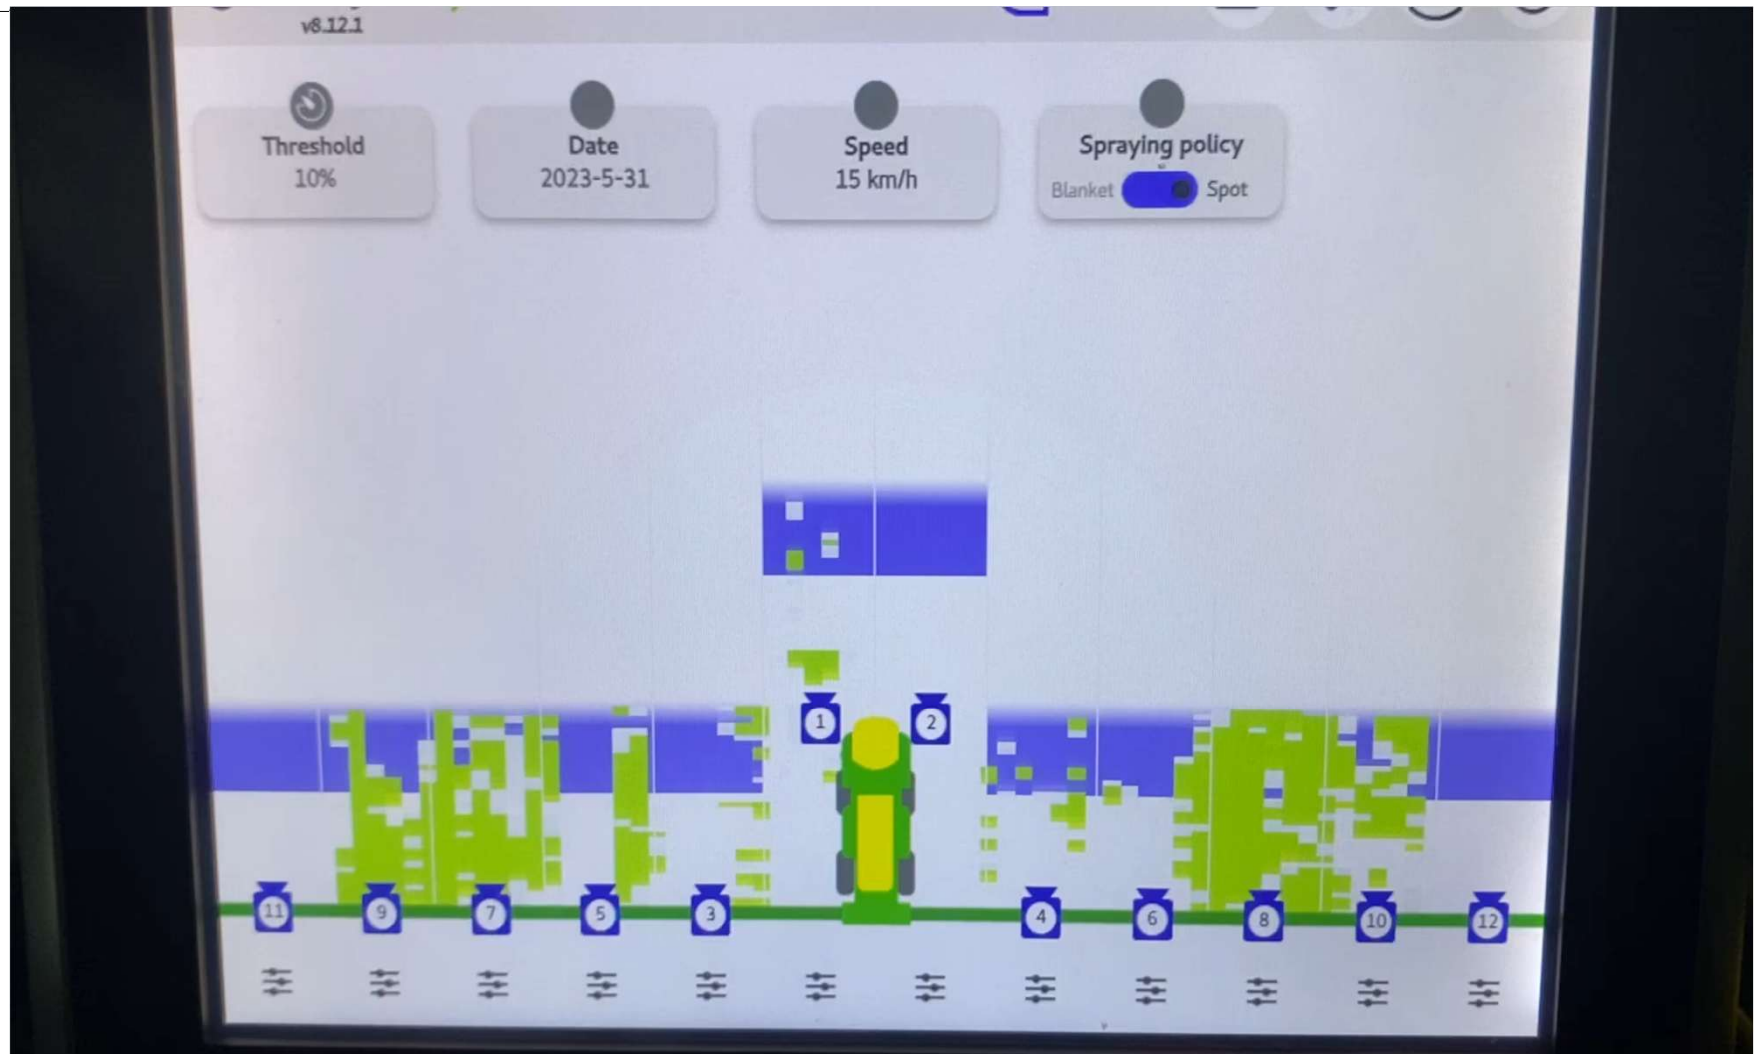 v8.12.1
Threshold
10%
Date
2023-5-31
Speed
15 km/h
Spraying policy
Blanket Spot
1 2
11 9 7 5 3 4 6 8 10 12